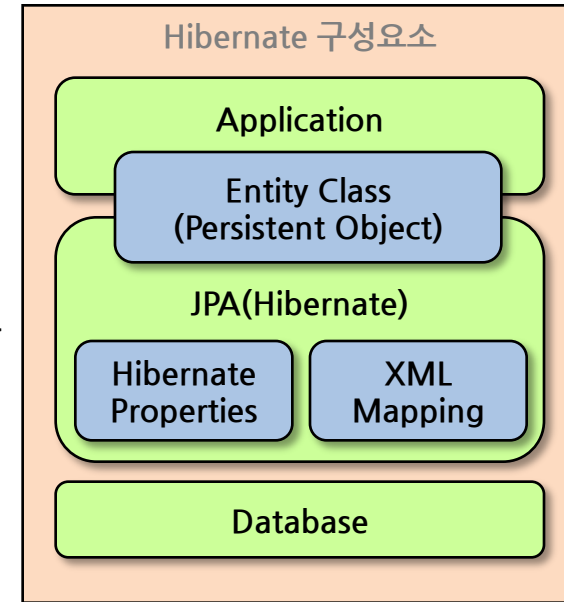 Hibernate 구성요소
Application
Entity Class
(Persistent Object)
JPA(Hibernate)
Hibernate
Properties
XML
Mapping
Database